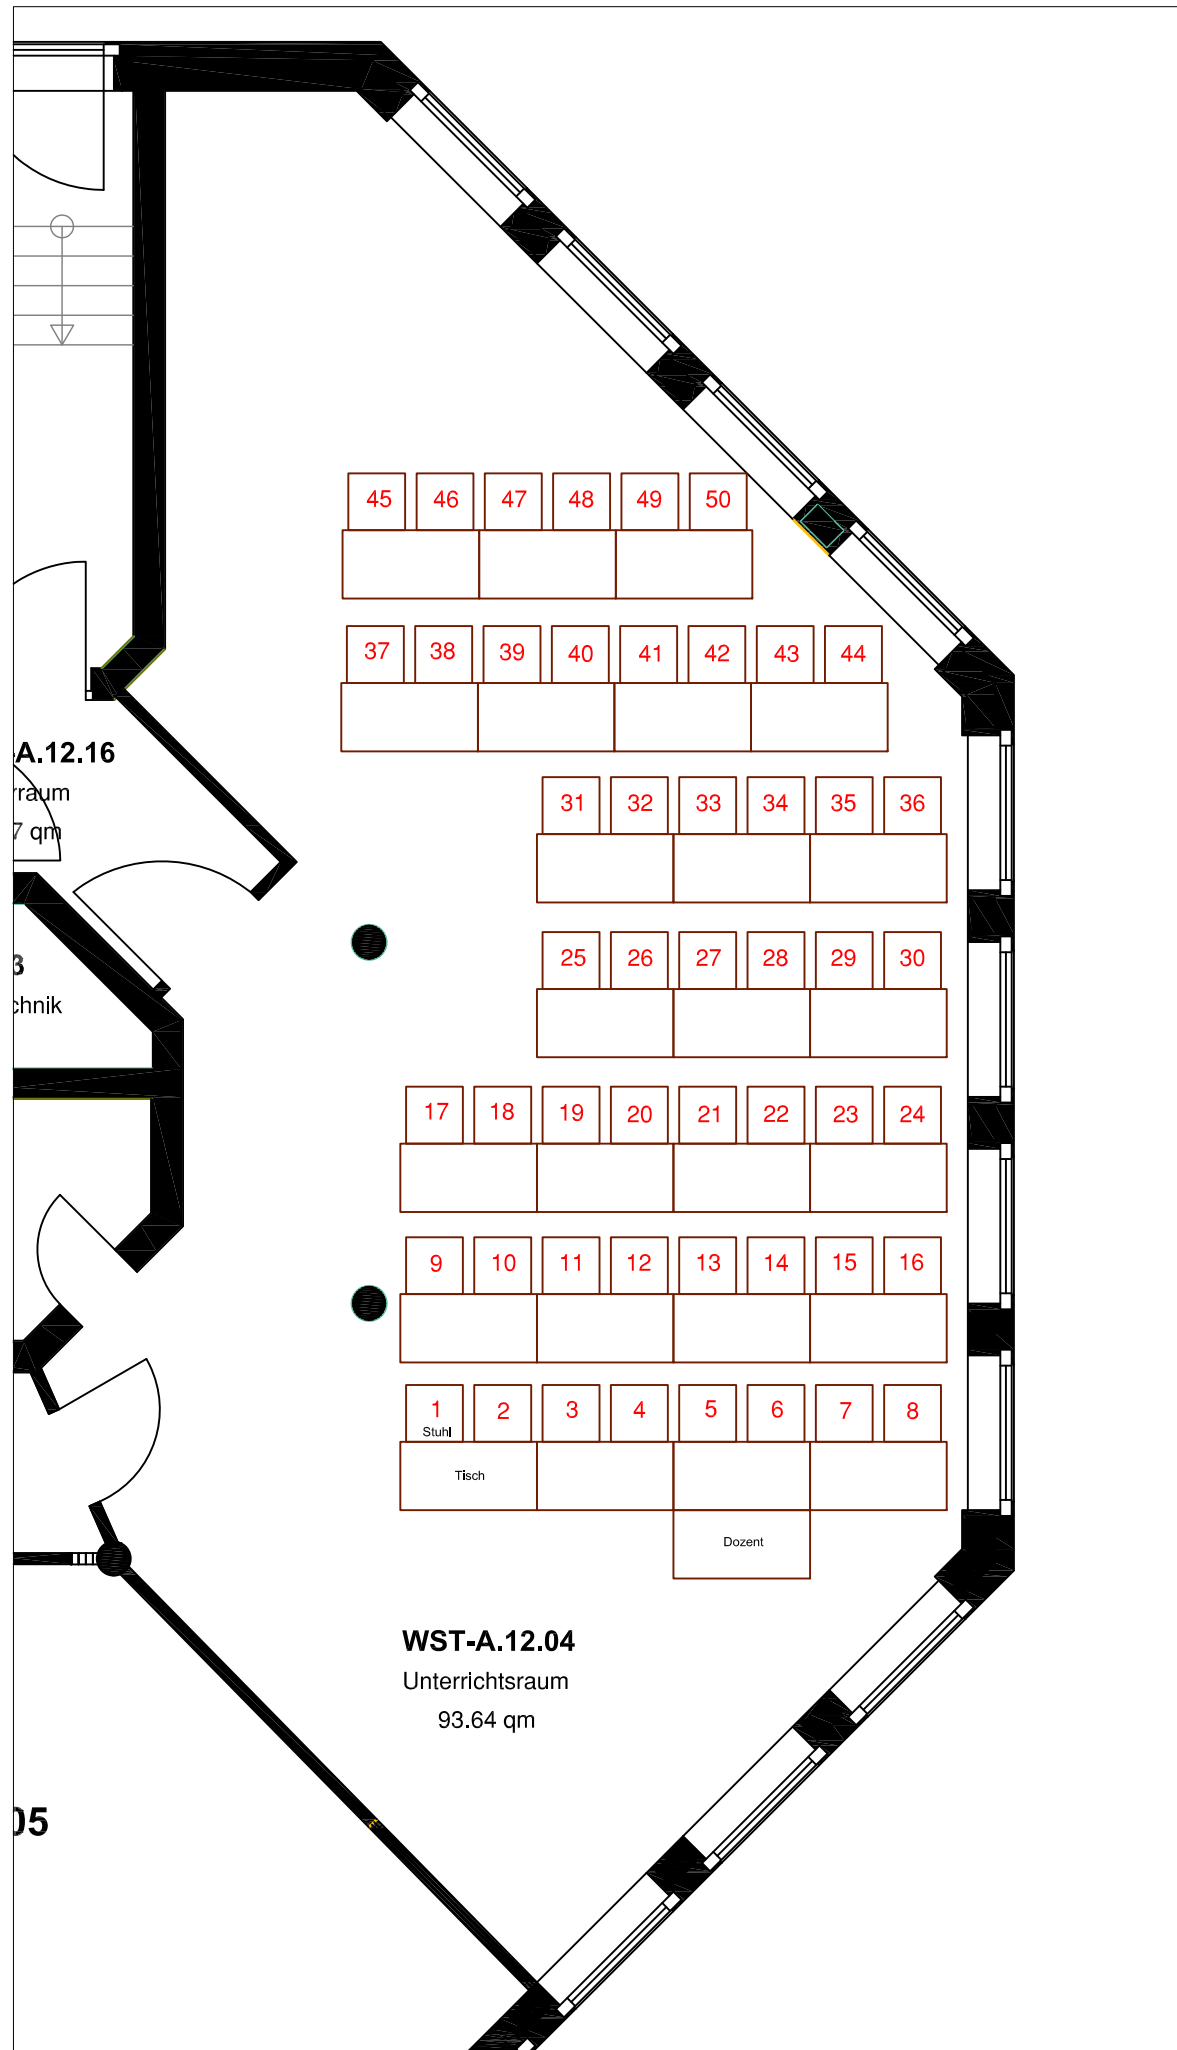 45 46 47 48 49 50
37 38 39 40 41 42 43 44
-A.12.16
rraum
7 qm
31 32 33 34 35 36
3
25 26 27 28 29 30
chnik
17 18 19 20 21 22 23 24
9 10 11 12 13 14 15 16
1 2 3 4 5 6 7 8
Stuhl
Tisch
Dozent
WST-A.12.04
Unterrichtsraum
93.64 qm
05